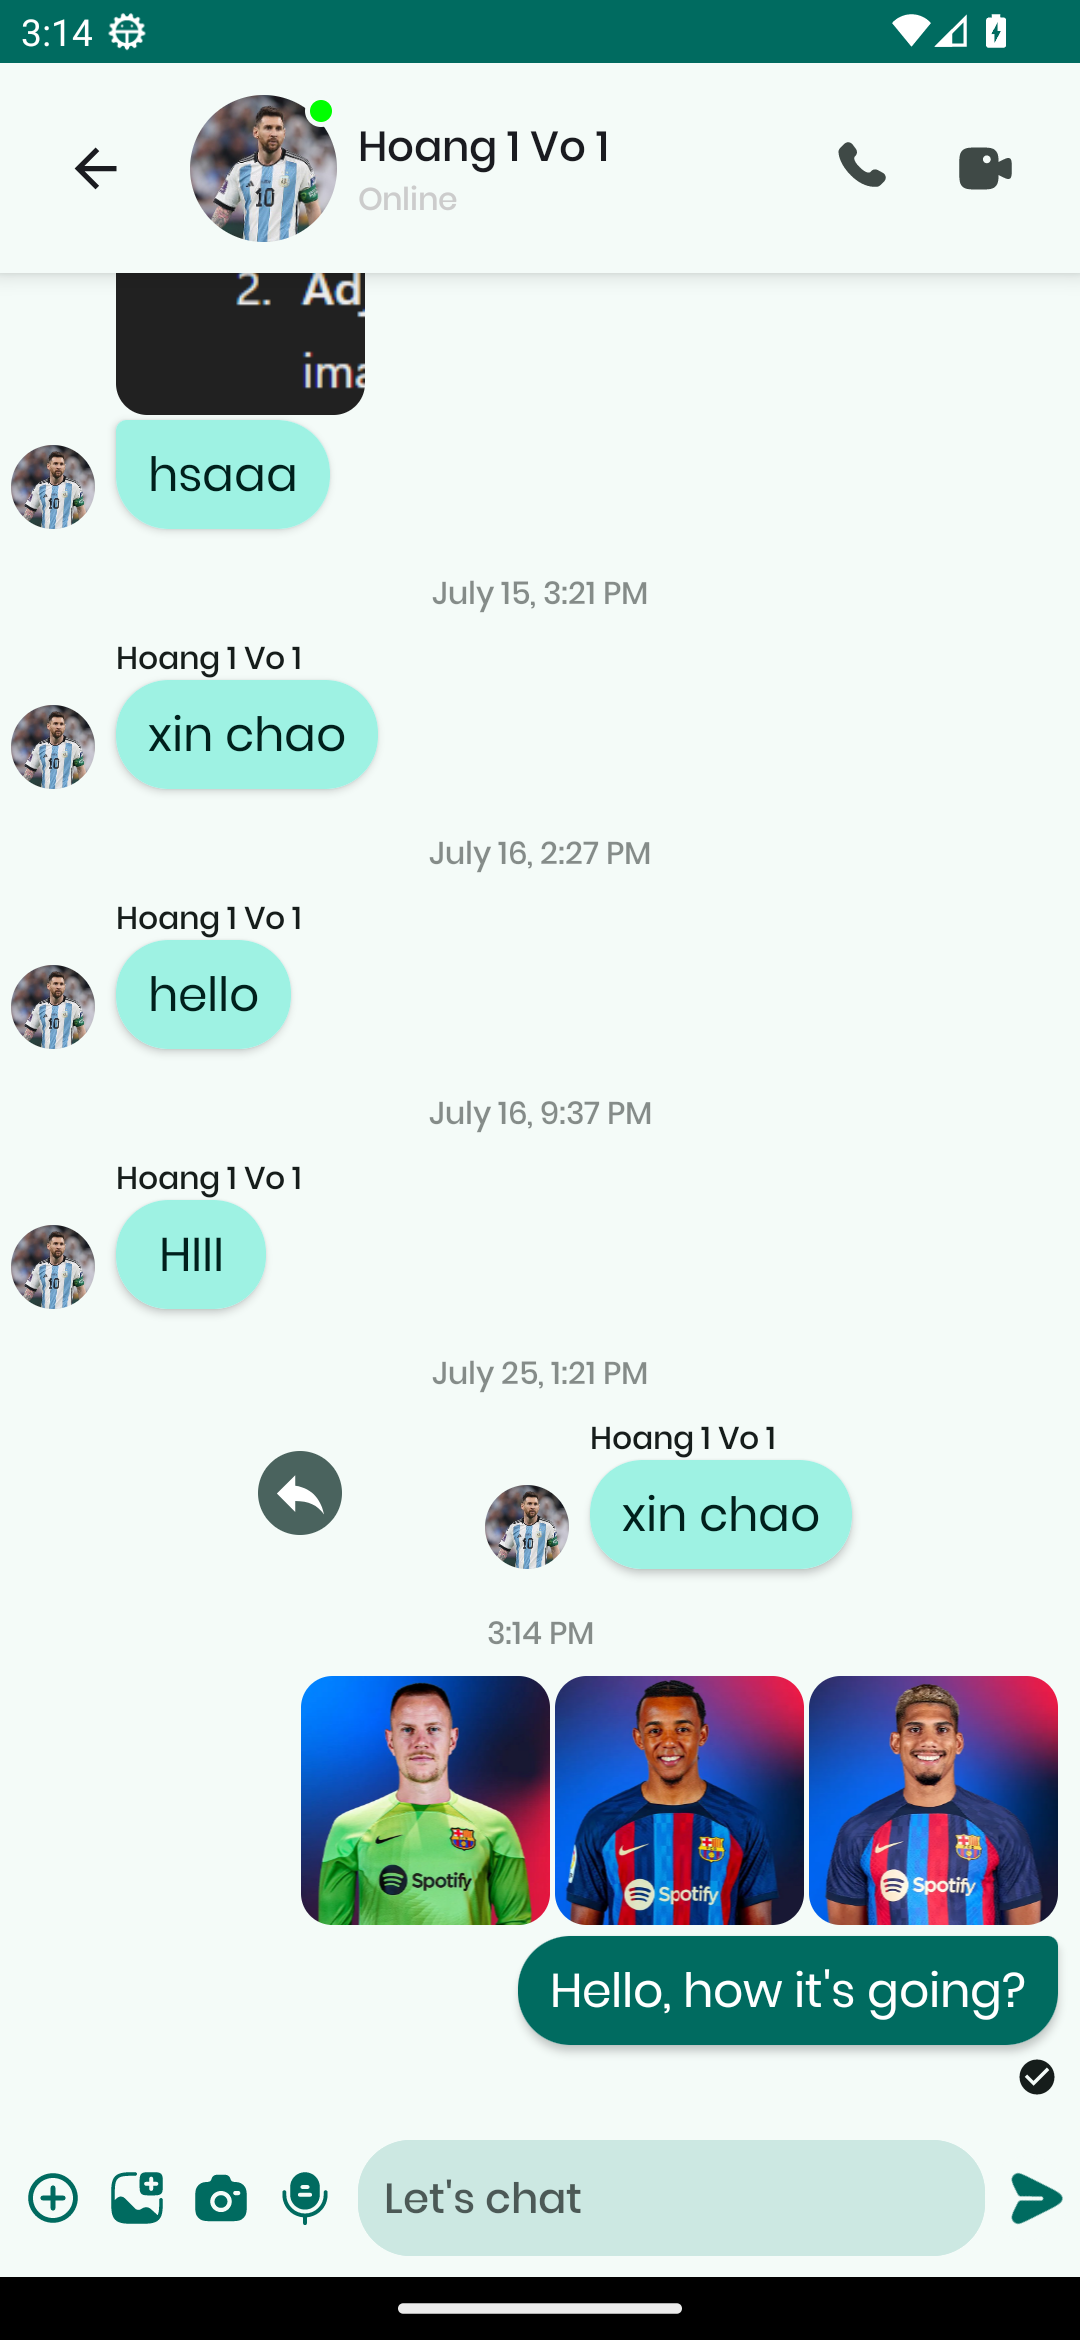 3:14
Hoang 1 Vo 1
Online
2. Adj
ima
hsaaa
July 15, 3:21 PM
Hoang 1 Vo 1
xin chao
July 16, 2:27 PM
Hoang 1 Vo 1
hello
July 16, 9:37 PM
Hoang 1 Vo 1
HIII
July 25, 1:21 PM
Hoang 1 Vo 1
xin chao
3:14 PM
Spotify Spotify Spotify
Hello, how it's going?
Let's chat